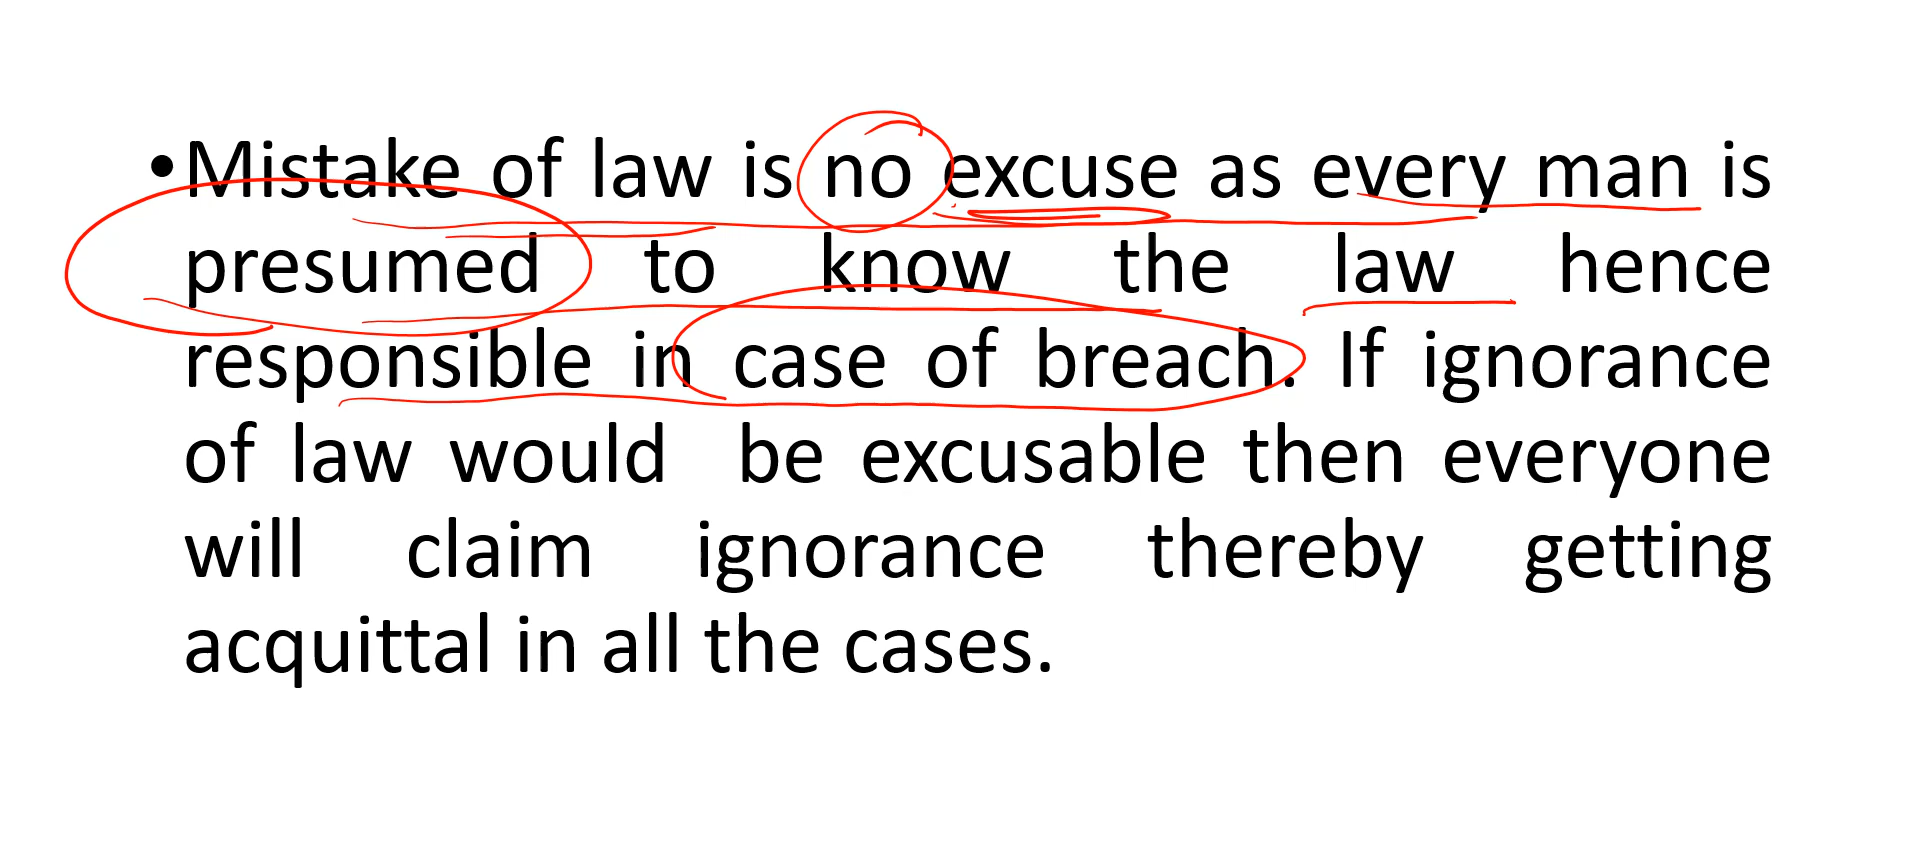 •Mistake of law is no excuse as every man is
presumed to know the law hence
responsible in case of breach. If ignorance
of law would be excusable then everyone
will claim ignorance thereby getting
acquittal in all the cases.